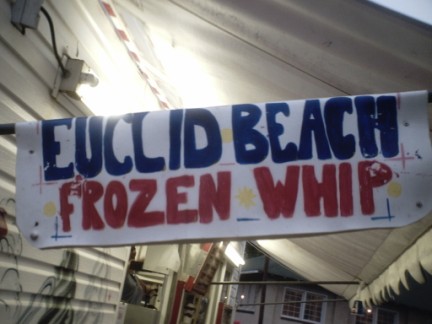 EUCLID BEACH
FROZEN WHIP